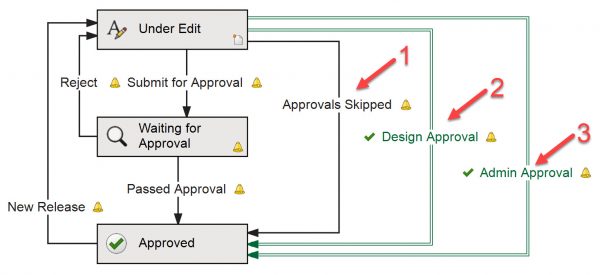 Under Edit
1
2
3
Reject
Submit for Approval
Approvals Skipped
Design Approval
Admin Approval
Waiting for
Approval
Passed Approval
New Release
Approved